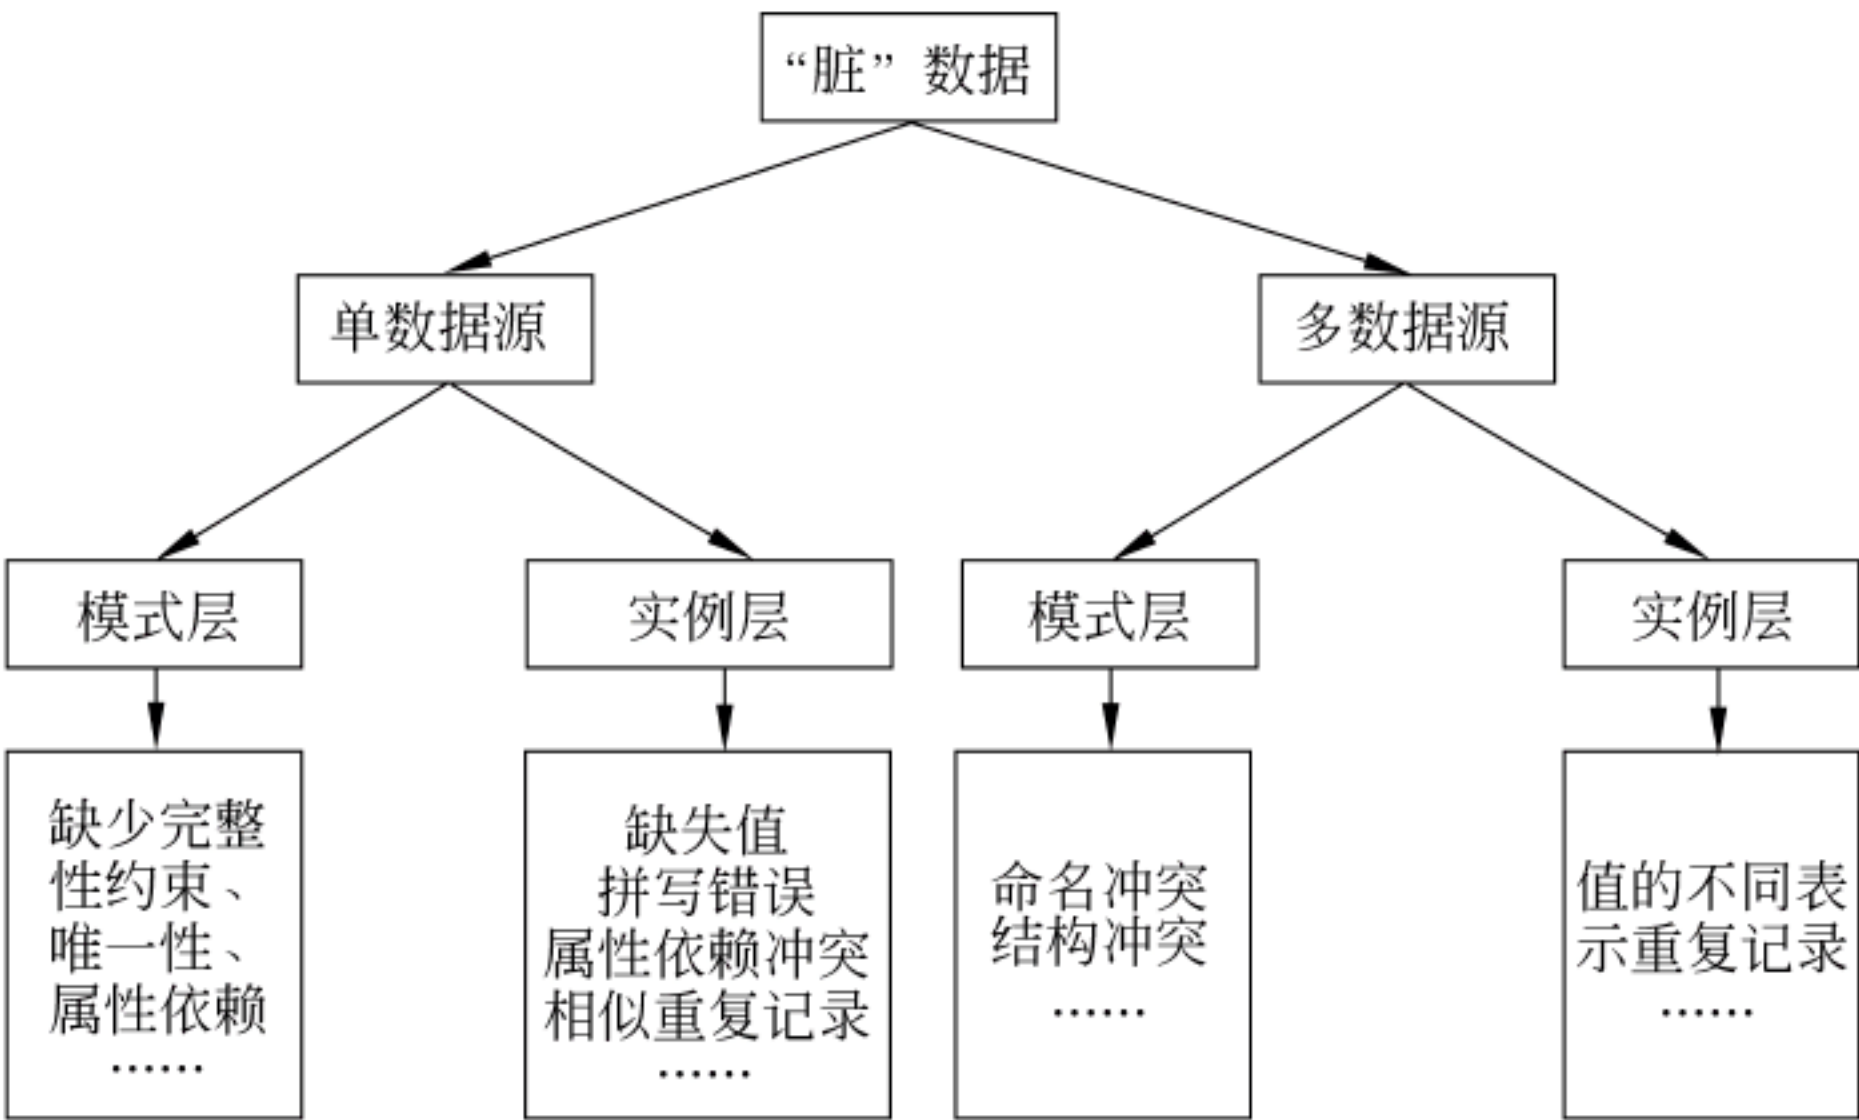 “脏”数据
单数据源
多数据源
模式层
实例层
模式层
实例层
缺少完整
性约束、
唯一性、
属性依赖
……
缺失值
拼写错误
属性依赖冲突
相似重复记录
……
命名冲突
结构冲突
……
值的不同表
示重复记录
……